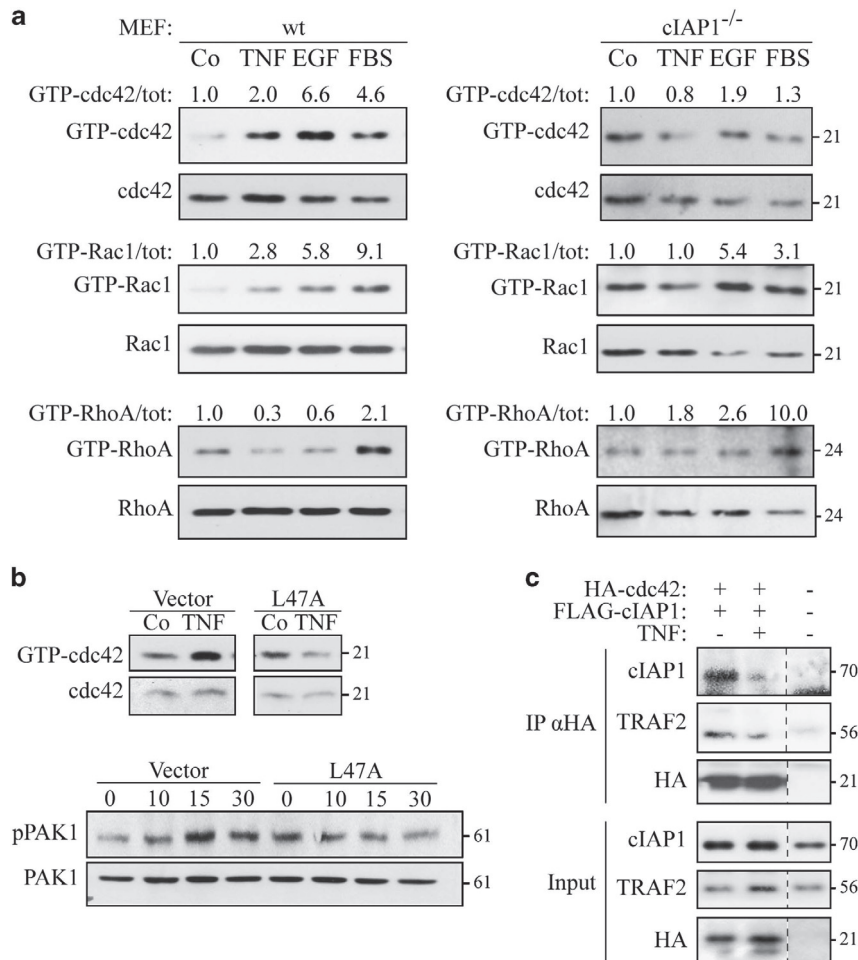 a
MEF: wt
Co TNF EGF FBS
GTP-cdc42/tot: 1.0 2.0 6.6 4.6
GTP-cdc42
cdc42
GTP-Rac1/tot: 1.0 2.8 5.8 9.1
GTP-Rac1
Rac1
GTP-RhoA/tot: 1.0 0.3 0.6 2.1
GTP-RhoA
RhoA
cIAP1-/-
Co TNF EGF FBS
GTP-cdc42/tot: 1.0 0.8 1.9 1.3
GTP-cdc42 21
cdc42 21
GTP-Rac1/tot: 1.0 1.0 5.4 3.1
GTP-Rac1 21
Rac1 21
GTP-RhoA/tot: 1.0 1.8 2.6 10.0
GTP-RhoA 24
RhoA 24
b
Vector L47A
Co TNF Co TNF
GTP-cdc42 21
cdc42 21
Vector L47A
0 10 15 30 0 10 15 30
pPAK1 61
PAK1 61
c
HA-cdc42: + + -
FLAG-cIAP1: + + -
TNF: - + -
IP αHA
cIAP1 70
TRAF2 56
HA 21
Input
cIAP1 70
TRAF2 56
HA 21